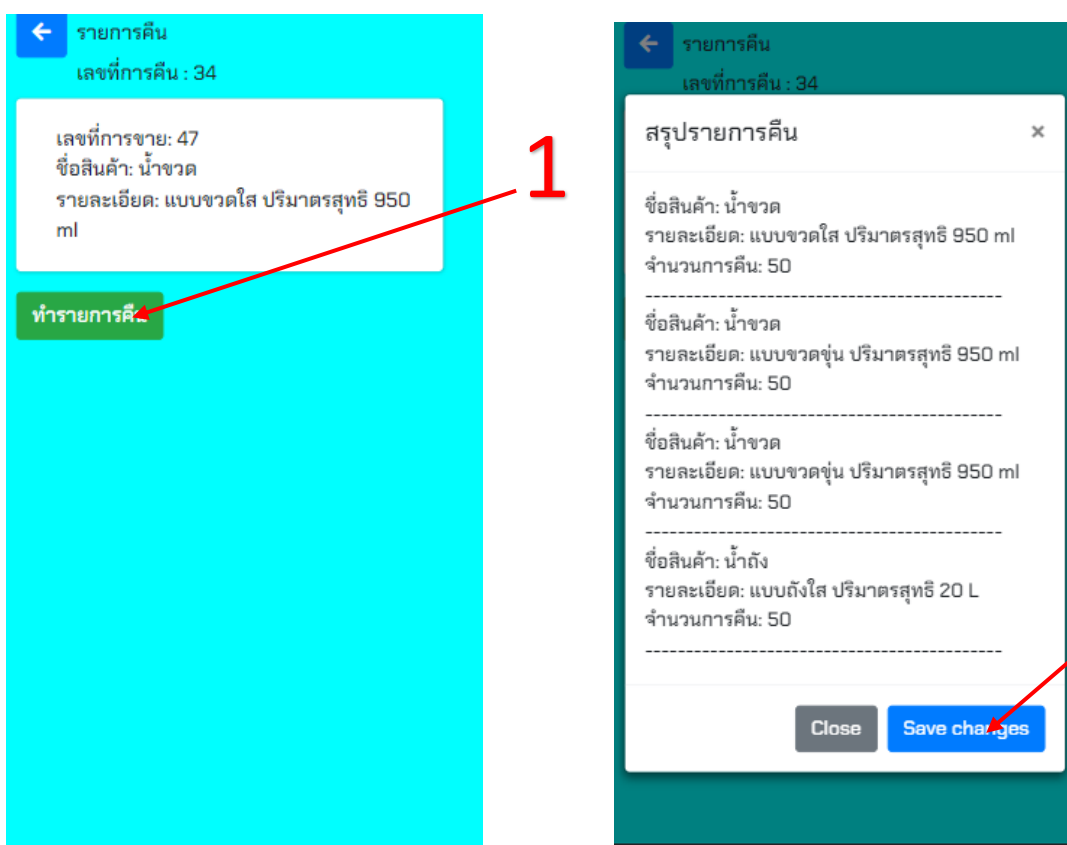 รายการคืน
เลขที่การคืน : 34
เลขที่การขาย: 47
ชื่อสินค้า: น้ำขวด
รายละเอียด: แบบขวดใส ปริมาตรสุทธิ 950
ml
ทำรายการคืน
1
รายการคืน
เลขที่การคืน : 34
สรุปรายการคืน
×
ชื่อสินค้า: น้ำขวด
รายละเอียด: แบบขวดใส ปริมาตรสุทธิ 950 ml
จำนวนการคืน: 50
-------------------------------------------
ชื่อสินค้า: น้ำขวด
รายละเอียด: แบบขวดขุ่น ปริมาตรสุทธิ 950 ml
จำนวนการคืน: 50
-------------------------------------------
ชื่อสินค้า: น้ำขวด
รายละเอียด: แบบขวดขุ่น ปริมาตรสุทธิ 950 ml
จำนวนการคืน: 50
-------------------------------------------
ชื่อสินค้า: น้ำถัง
รายละเอียด: แบบถังใส ปริมาตรสุทธิ 20 L
จำนวนการคืน: 50
-------------------------------------------
Close Save changes